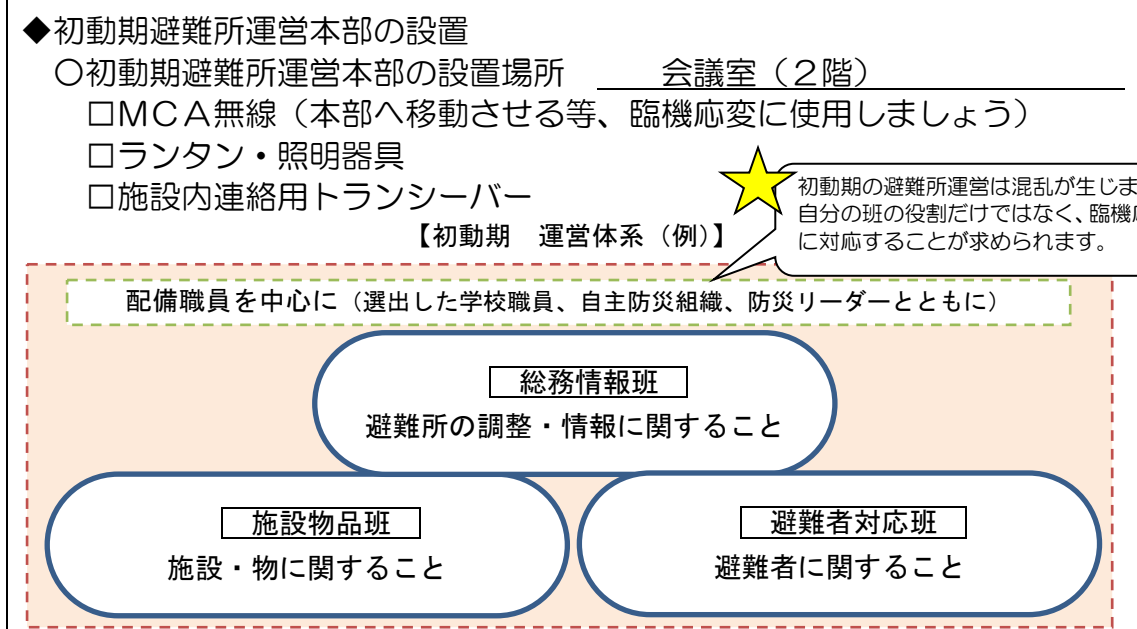 ◆初動期避難所運営本部の設置
〇初動期避難所運営本部の設置場所　会議室（２階）
□ＭＣＡ無線（本部へ移動させる等、臨機応変に使用しましょう）
□ランタン・照明器具
□施設内連絡用トランシーバー
初動期の避難所運営は混乱が生じま
自分の班の役割だけではなく、臨機
に対応することが求められます。
【初動期　運営体系（例）】
配備職員を中心に（選出した学校職員、自主防災組織、防災リーダーとともに）
総務情報班
避難所の調整・情報に関すること
施設物品班
施設・物に関すること
避難者対応班
避難者に関すること